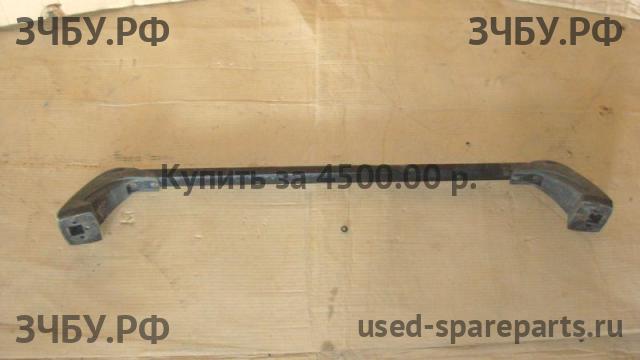 ЗЧБУ.РФ ЗЧБУ.РФ
Купить за 4500.00 р.
ЗЧБУ.РФ used-spareparts.ru